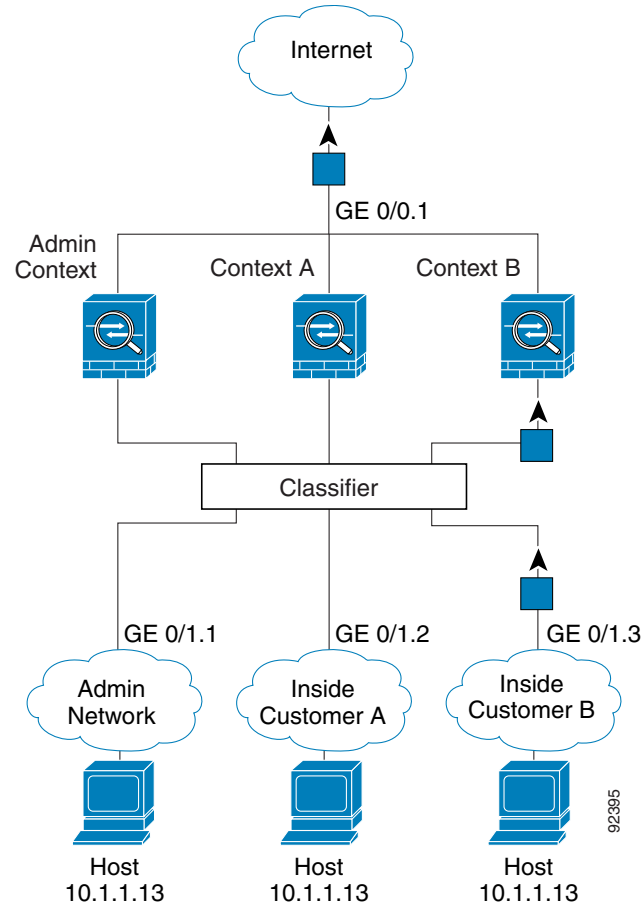 Internet
GE 0/0.1
Admin
Context
Context A
Context B
Classifier
GE 0/1.1
GE 0/1.2
GE 0/1.3
Admin
Network
Inside
Customer A
Inside
Customer B
Host
10.1.1.13
Host
10.1.1.13
Host
10.1.1.13
92395